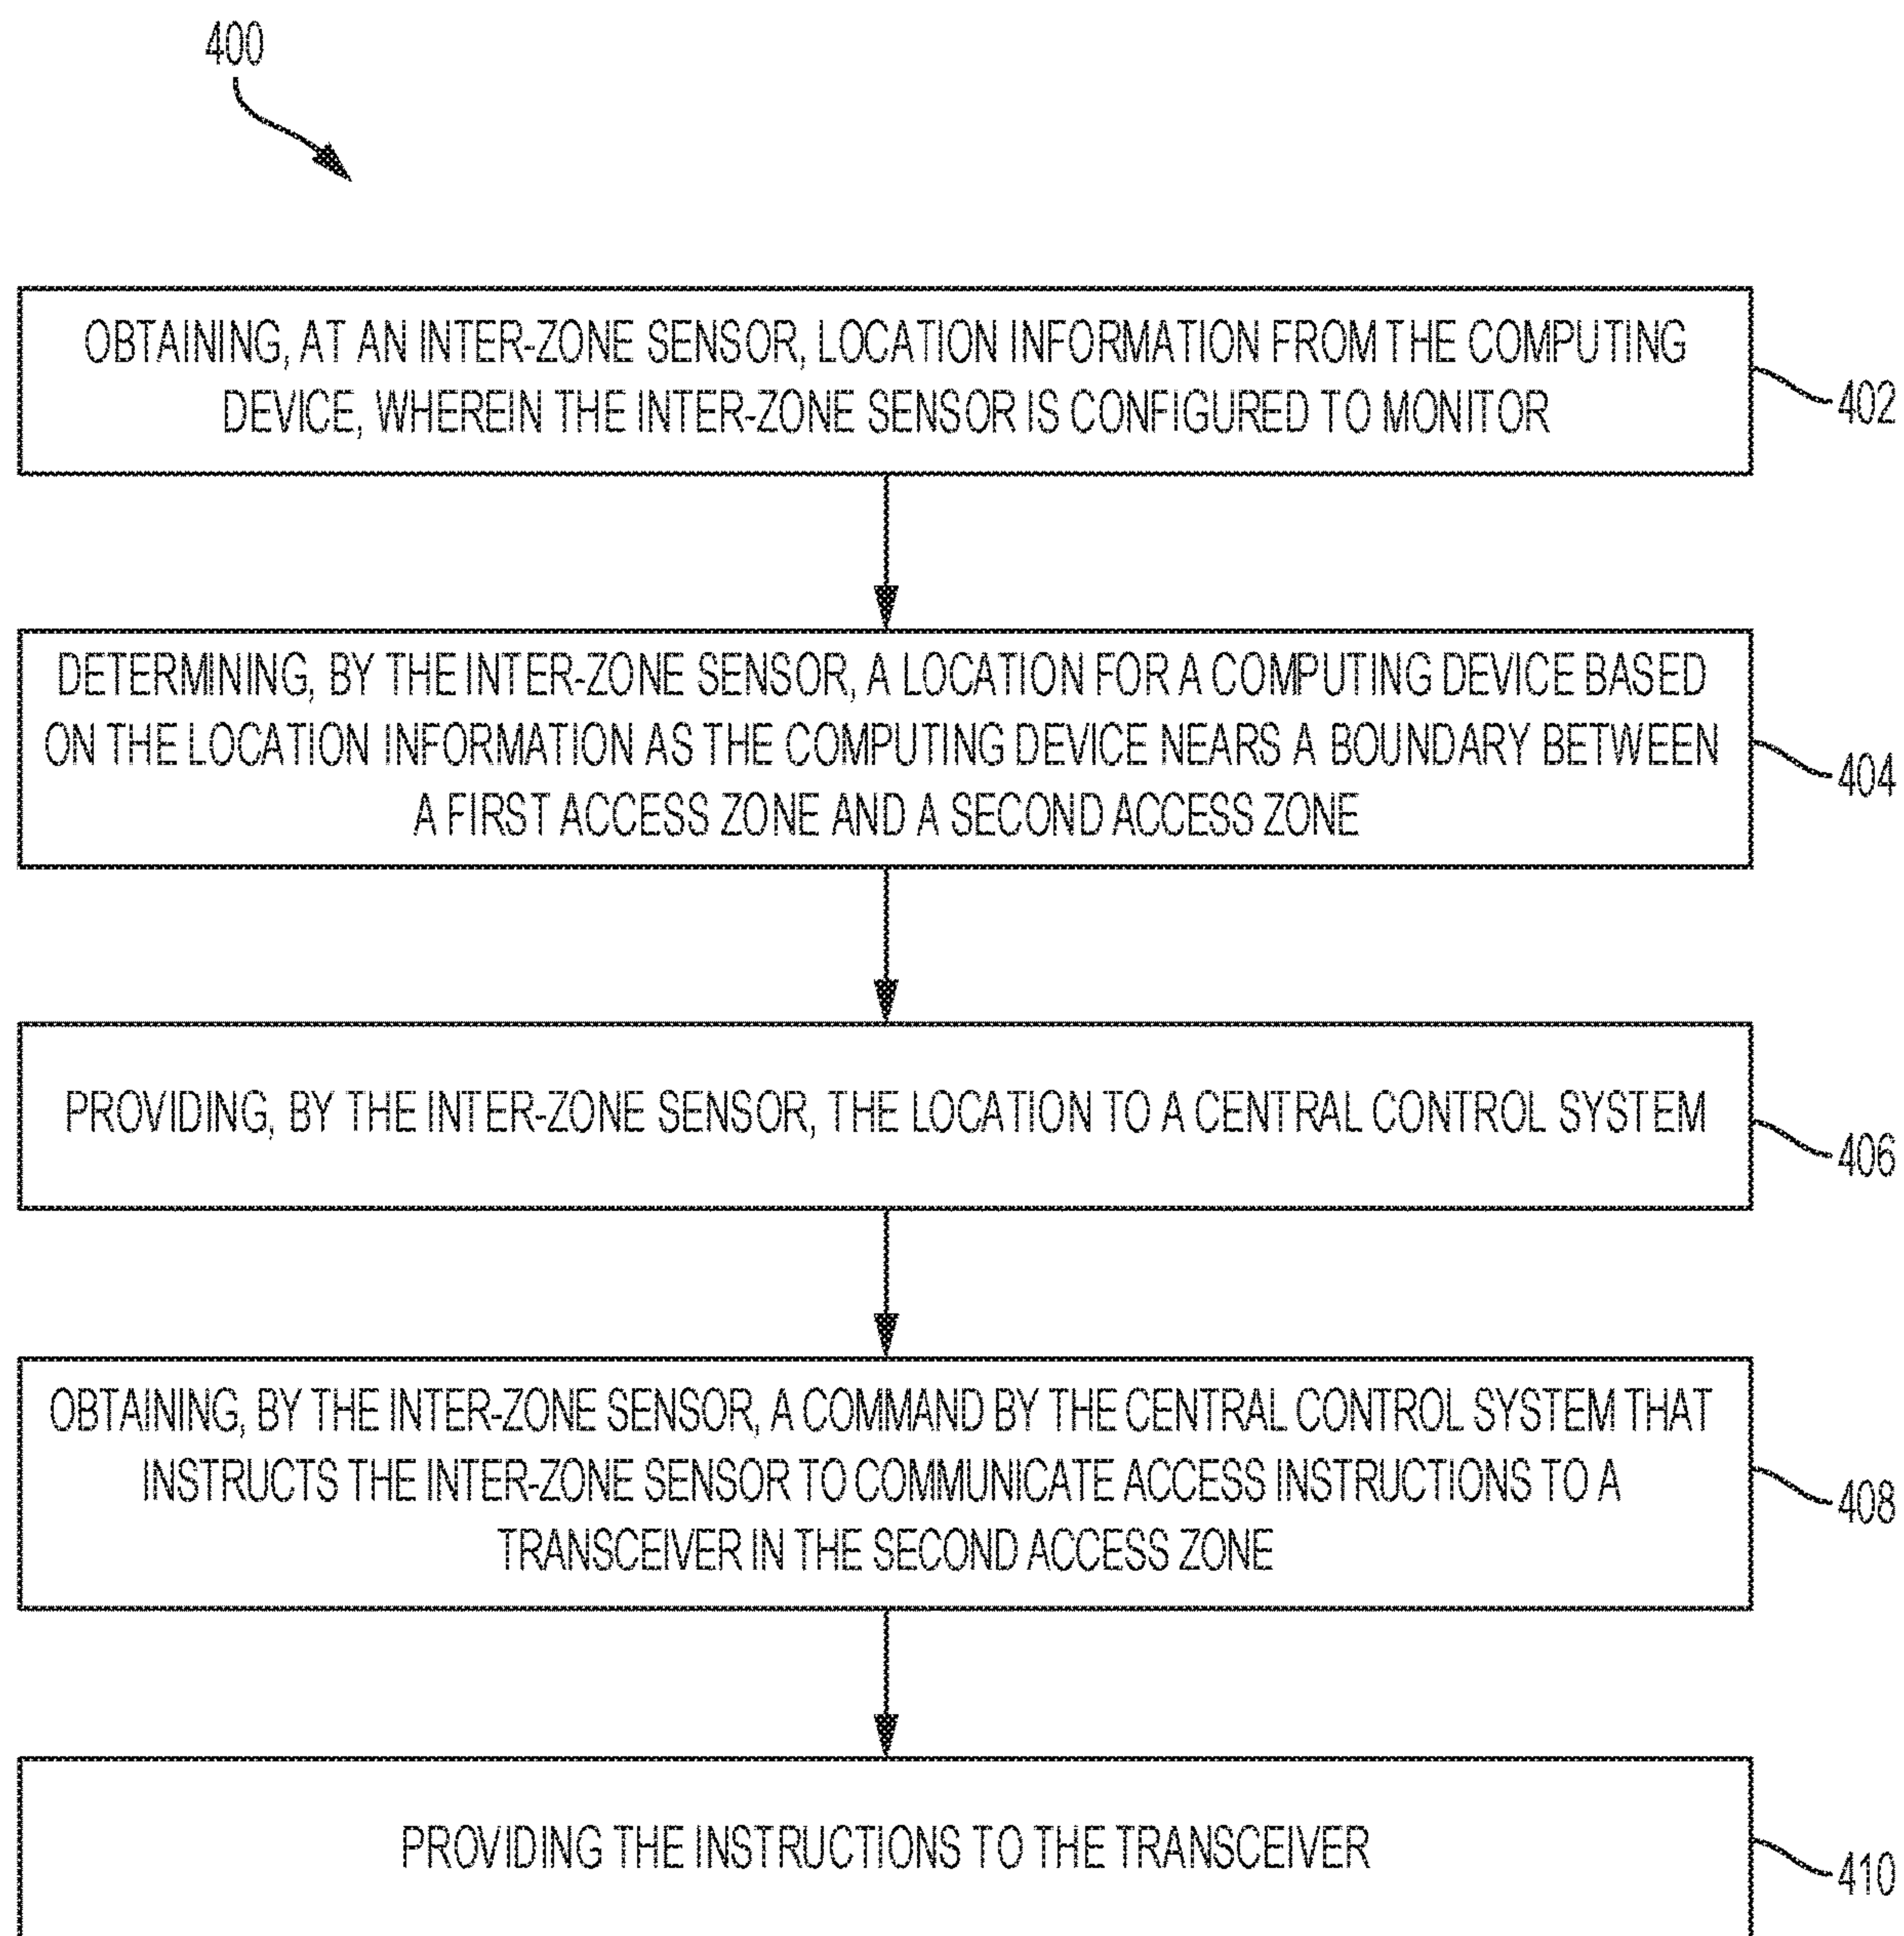 400
OBTAINING, AT AN INTER-ZONE SENSOR, LOCATION INFORMATION FROM THE COMPUTING
DEVICE, WHEREIN THE INTER-ZONE SENSOR IS CONFIGURED TO MONITOR
402
DETERMINING, BY THE INTER-ZONE SENSOR, A LOCATION FOR A COMPUTING DEVICE BASED
ON THE LOCATION INFORMATION AS THE COMPUTING DEVICE NEARS A BOUNDARY BETWEEN
A FIRST ACCESS ZONE AND A SECOND ACCESS ZONE
404
PROVIDING, BY THE INTER-ZONE SENSOR, THE LOCATION TO A CENTRAL CONTROL SYSTEM
406
OBTAINING, BY THE INTER-ZONE SENSOR, A COMMAND BY THE CENTRAL CONTROL SYSTEM THAT
INSTRUCTS THE INTER-ZONE SENSOR TO COMMUNICATE ACCESS INSTRUCTIONS TO A
TRANSCEIVER IN THE SECOND ACCESS ZONE
408
PROVIDING THE INSTRUCTIONS TO THE TRANSCEIVER
410